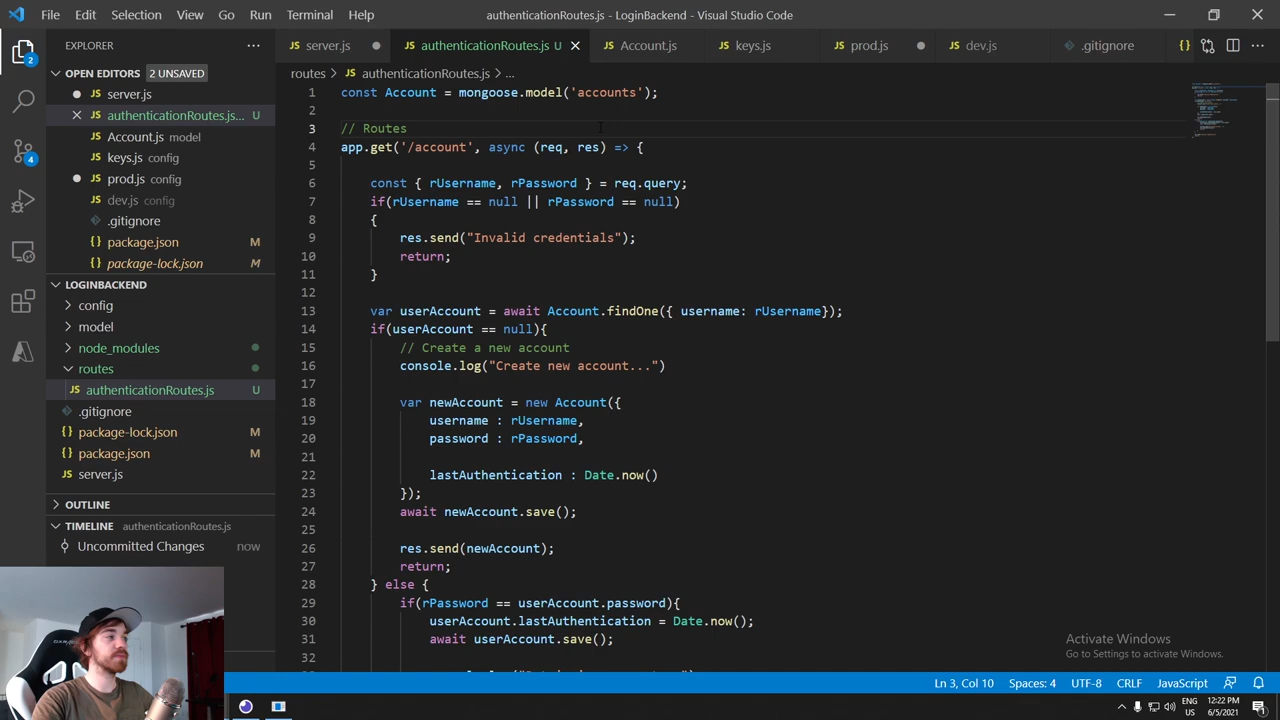 File Edit Selection View Go Run Terminal Help
authenticationRoutes.js - LoginBackend - Visual Studio Code
EXPLORER
OPEN EDITORS 2 UNSAVED
server.js
authenticationRoutes.js... U
Account.js model
keys.js
prod.js config
dev.js config
.gitignore
package.json M
package-lock.json M
LOGINBACKEND
config
model
node_modules
routes
authenticationRoutes.js U
.gitignore
package-lock.json M
package.json M
server.js
OUTLINE
TIMELINE authenticationRoutes.js
Uncommitted Changes now
2
4
server.js authenticationRoutes.js U Account.js keys.js prod.js dev.js .gitignore
routes > authenticationRoutes.js > ...
1 const Account = mongoose.model('accounts');
2
3 // Routes
4 app.get('/account', async (req, res) => {
5
6 const { rUsername, rPassword } = req.query;
7 if(rUsername == null || rPassword == null)
8 {
9 res.send("Invalid credentials");
10 return;
11 }
12
13 var userAccount = await Account.findOne({ username: rUsername});
14 if(userAccount == null){
15 // Create a new account
16 console.log("Create new account...")
17
18 var newAccount = new Account({
19 username : rUsername,
20 password : rPassword,
21
22 lastAuthentication : Date.now()
23 });
24 await newAccount.save();
25
26 res.send(newAccount);
27 return;
28 } else {
29 if(rPassword == userAccount.password){
30 userAccount.lastAuthentication = Date.now();
31 await userAccount.save();
32
Activate Windows
Go to Settings to activate Windows.
Ln 3, Col 10 Spaces: 4 UTF-8 CRLF JavaScript
ENG
US
12:22 PM
6/5/2021